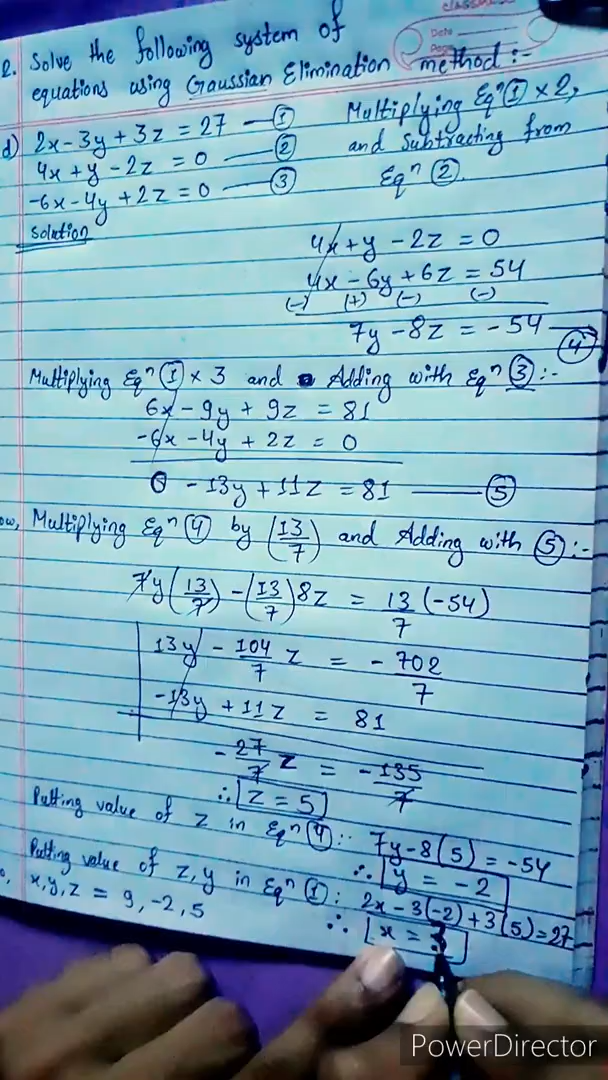 CLASSMATE
Date
Page
2. Solve the following system of
equations using Gaussian Elimination method :-
d) 2x - 3y + 3z = 27 — ①
4x + y - 2z = 0 — ②
-6x - 4y + 2z = 0 — ③
Solution
Multiplying Eqⁿ ① × 2,
and Subtracting from
Eqⁿ ②.
4x + y - 2z = 0
4x - 6y + 6z = 54
(-) (+) (-) (-)
7y - 8z = -54 — ④
Multiplying Eqⁿ ① × 3 and Adding with Eqⁿ ③ :-
6x - 9y + 9z = 81
-6x - 4y + 2z = 0
0 - 13y + 11z = 81 — ⑤
ow, Multiplying Eqⁿ ④ by (13/7) and Adding with ⑤ :-
7y(13/7) - (13/7)8z = 13/7 (-54)
13y - 104/7 z = -702/7
-13y + 11z = 81
-27/7 z = -135/7
∴ z = 5
Putting value of z in Eqⁿ ④ :- 7y - 8(5) = -54
∴ y = -2
Putting value of z, y in Eqⁿ ① : 2x - 3(-2) + 3(5) = 27
∴ x = 3
o, x, y, z = 9, -2, 5
PowerDirector